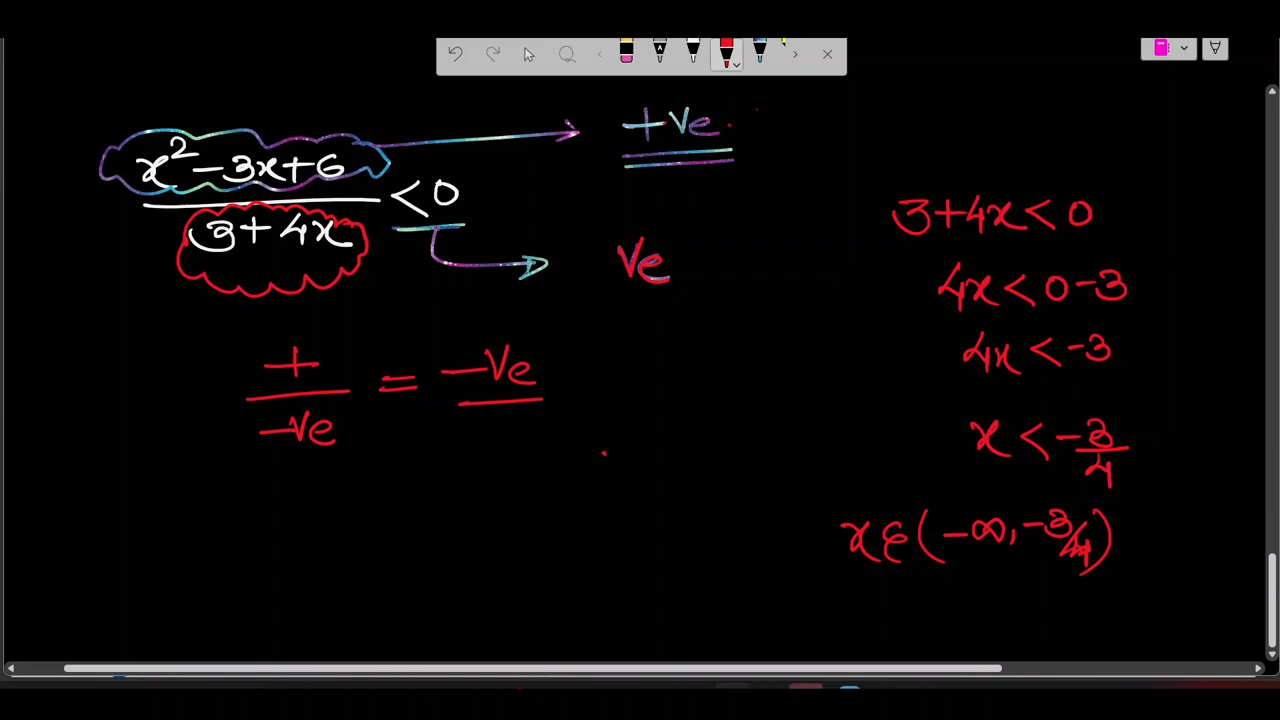 x² - 3x + 6
3 + 4x
< 0
+ve
ve
+
-ve
= -ve
3 + 4x < 0
4x < 0 - 3
4x < -3
x < -3/4
x ∈ (-∞, -3/4)